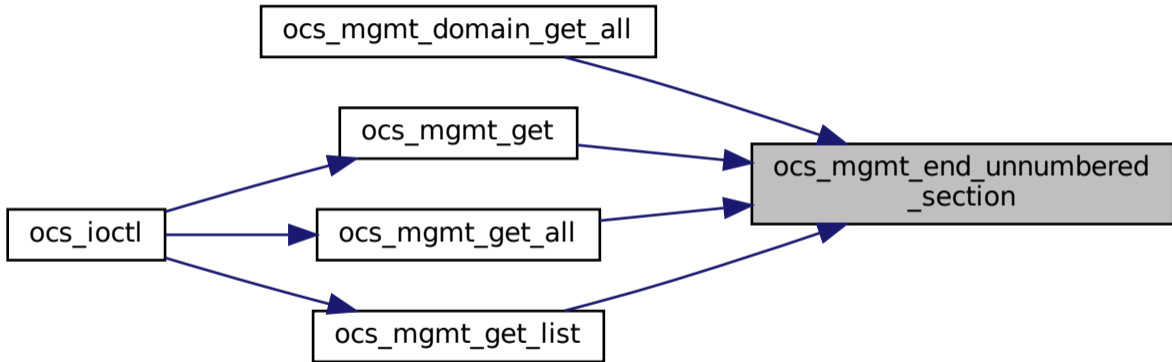 ocs_mgmt_domain_get_all
ocs_mgmt_get
ocs_mgmt_end_unnumbered
_section
ocs_ioctl
ocs_mgmt_get_all
ocs_mgmt_get_list